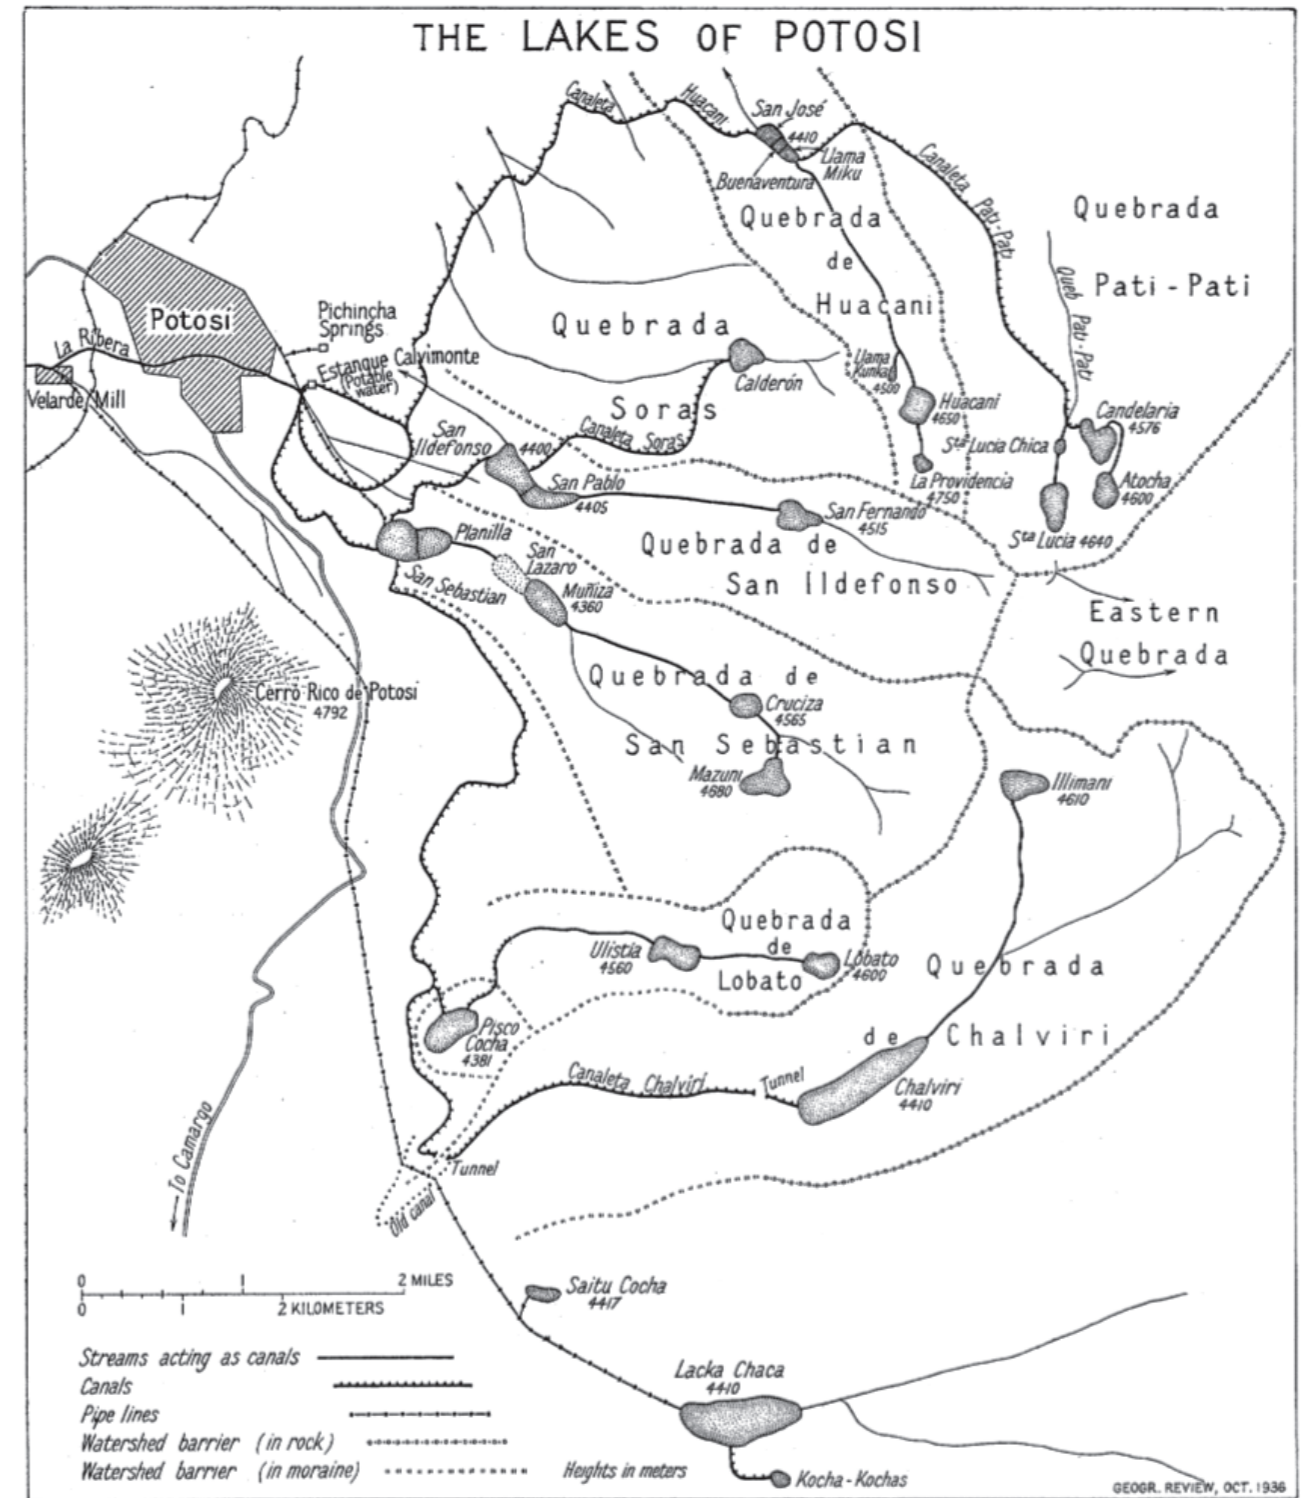 THE LAKES OF POTOSI
Canaleta
Huacani
San José
4410
Llama
Miku
Buenaventura
Canaleta Pati-Pati
Quebrada
de
Huacani
Quebrada
Pati-Pati
Queb Pati-Pati
Potosí
La Ribera
Velarde Mill
Pichincha
Springs
Estanque Calvimonte
(Potable
water)
Quebrada
Soras
Calderón
Canaleta Soras
Llama
Kunka
4500
Huacani
4650
La Providencia
4750
Sta Lucia Chica
Candelaria
4576
Atocha
4600
Sta Lucia 4640
San
Ildefonso
4400
San Pablo
4405
San Fernando
4515
Quebrada de
San Ildefonso
Planilla
San Sebastian
San
Lazaro
Muñiza
4360
Eastern
Quebrada
Cerro Rico de Potosí
4792
Quebrada de
San Sebastian
Cruciza
4565
Mazuni
4680
Illimani
4610
Quebrada
de
Lobato
Ulistía
4560
Lobato
4600
Quebrada
de Chalviri
Pisco
Cocha
4381
Canaleta Chalviri
Tunnel
Chalviri
4410
To Camargo
Tunnel
Old canal
0 1 2 MILES
0 1 2 KILOMETERS
Saitu Cocha
4417
Lacka Chaca
4410
Kocha-Kochas
Streams acting as canals
Canals
Pipe lines
Watershed barrier (in rock)
Watershed barrier (in moraine)
Heights in meters
GEOGR. REVIEW, OCT. 1936